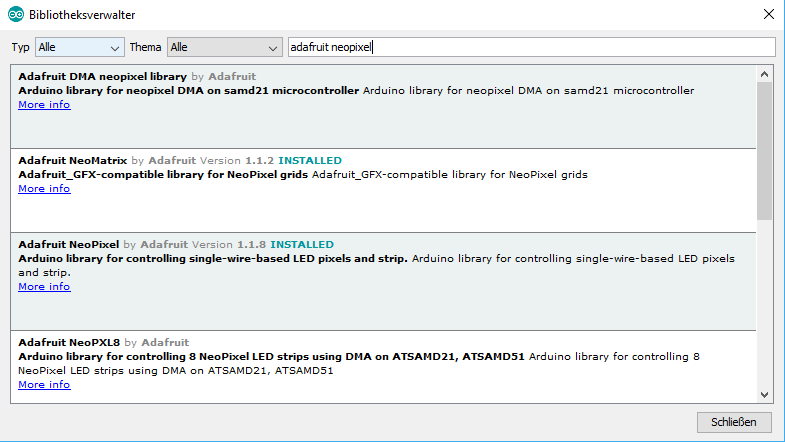 Bibliotheksverwalter
Typ Alle Thema Alle adafruit neopixel
Adafruit DMA neopixel library by Adafruit
Arduino library for neopixel DMA on samd21 microcontroller Arduino library for neopixel DMA on samd21 microcontroller
More info
Adafruit NeoMatrix by Adafruit Version 1.1.2 INSTALLED
Adafruit_GFX-compatible library for NeoPixel grids Adafruit_GFX-compatible library for NeoPixel grids
More info
Adafruit NeoPixel by Adafruit Version 1.1.8 INSTALLED
Arduino library for controlling single-wire-based LED pixels and strip. Arduino library for controlling single-wire-based LED pixels
and strip.
More info
Adafruit NeoPXL8 by Adafruit
Arduino library for controlling 8 NeoPixel LED strips using DMA on ATSAMD21, ATSAMD51 Arduino library for controlling 8
NeoPixel LED strips using DMA on ATSAMD21, ATSAMD51
More info
Schließen